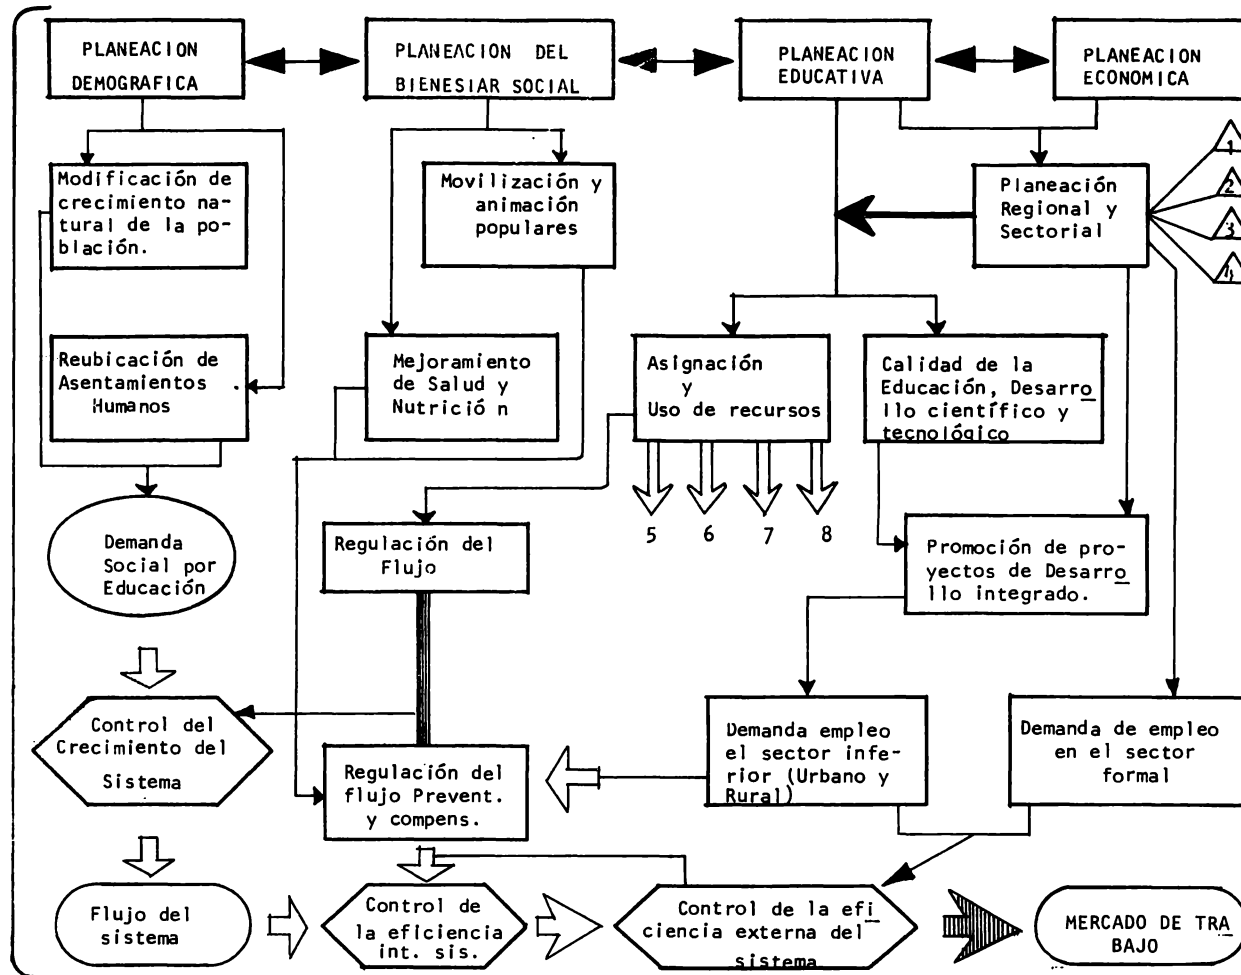 PLANEACION
DEMOGRAFICA
PLANEACION DEL
BIENESIAR SOCIAL
PLANEACION
EDUCATIVA
PLANEACION
ECONOMICA
Modificación de
crecimiento na-
tural de la po-
blación.
Movilización y
animación
populares
Planeación
Regional y
Sectorial
1
2
3
4
Reubicación de
Asentamientos
Humanos
Mejoramiento
de Salud y
Nutrició n
Asignación
y
Uso de recursos
Calidad de la
Educación, Desarro
llo científico y
tecnológico
5 6 7 8
Demanda
Social por
Educación
Regulación del
Flujo
Promoción de pro-
yectos de Desarro
llo integrado.
Control del
Crecimiento del
Sistema
Regulación del
flujo Prevent.
y compens.
Demanda empleo
el sector infe-
rior (Urbano y
Rural)
Demanda de empleo
en el sector
formal
Flujo del
sistema
Control de
la eficiencia
int. sis.
Control de la efi
ciencia externa del
sistema
MERCADO DE TRA
BAJO